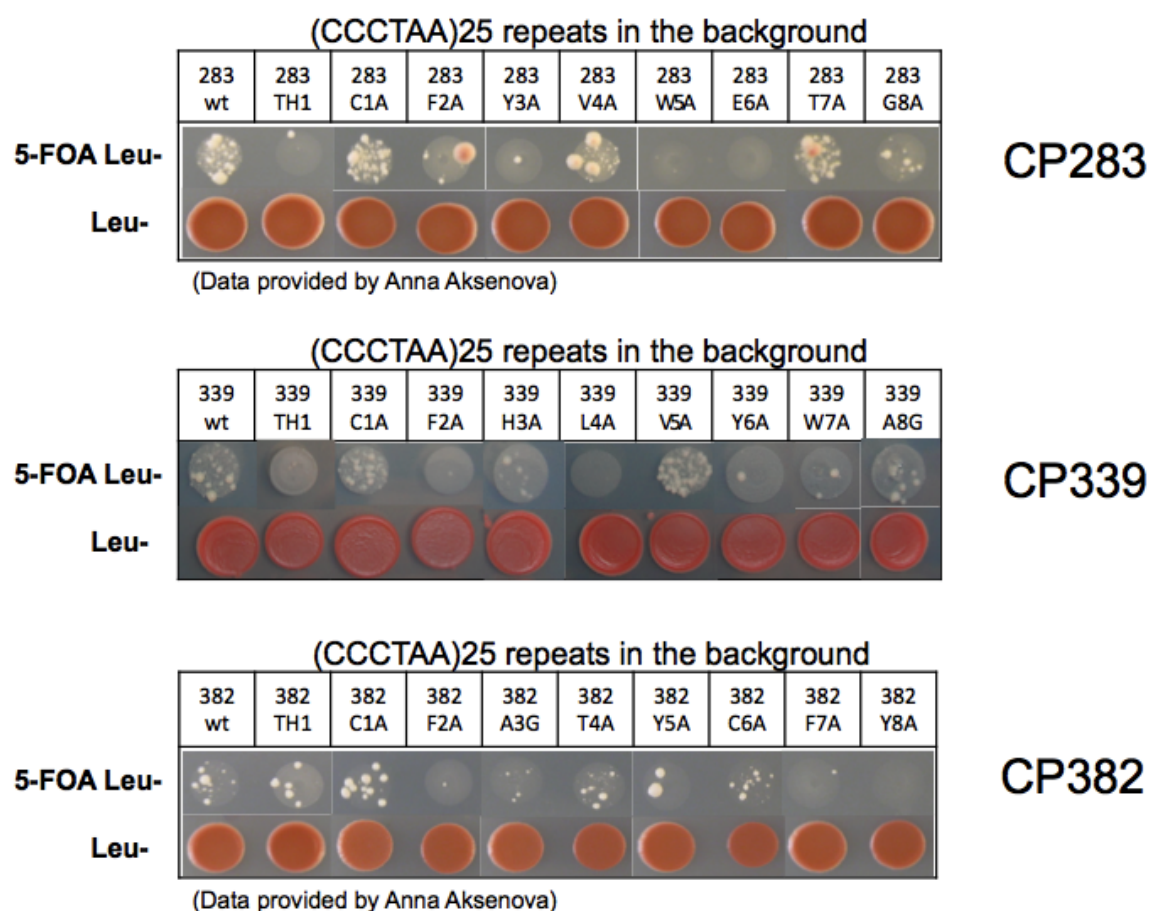 (CCCTAA)25 repeats in the background
283 283 283 283 283 283 283 283 283 283
wt TH1 C1A F2A Y3A V4A W5A E6A T7A G8A
5-FOA Leu-
CP283
Leu-
(Data provided by Anna Aksenova)
(CCCTAA)25 repeats in the background
339 339 339 339 339 339 339 339 339 339
wt TH1 C1A F2A H3A L4A V5A Y6A W7A A8G
5-FOA Leu-
CP339
Leu-
(CCCTAA)25 repeats in the background
382 382 382 382 382 382 382 382 382 382
wt TH1 C1A F2A A3G T4A Y5A C6A F7A Y8A
5-FOA Leu-
CP382
Leu-
(Data provided by Anna Aksenova)